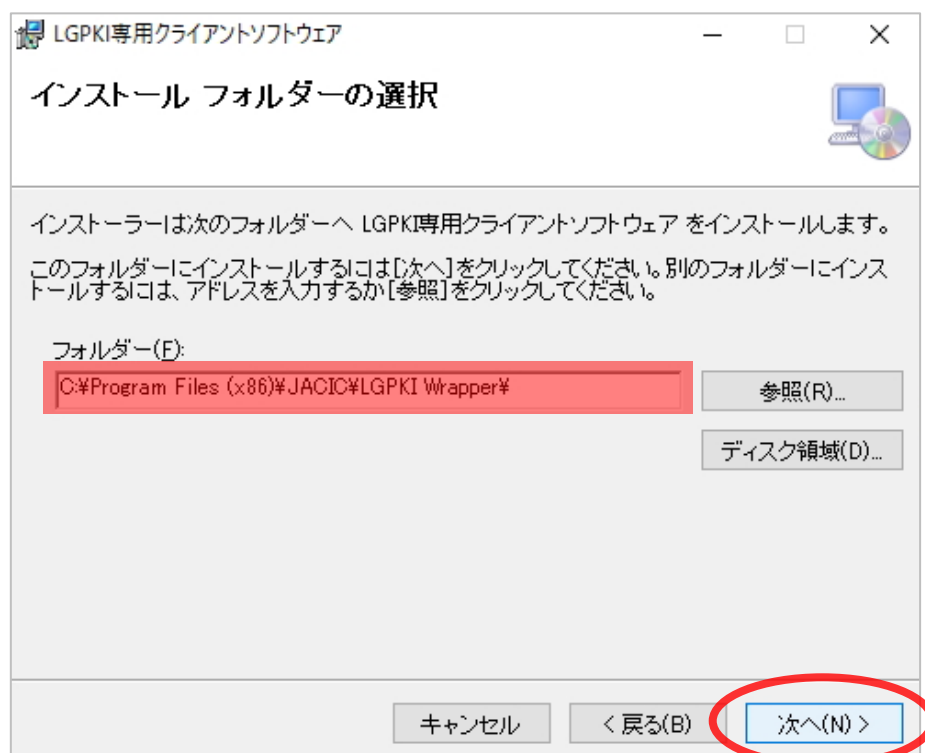 LGPKI専用クライアントソフトウェア
インストール フォルダーの選択
インストーラーは次のフォルダーへ LGPKI専用クライアントソフトウェア をインストールします。
このフォルダーにインストールするには[次へ]をクリックしてください。別のフォルダーにインス
トールするには、アドレスを入力するか[参照]をクリックしてください。
フォルダー(F):
C:¥Program Files (x86)¥JACIC¥LGPKI Wrapper¥
参照(R)...
ディスク領域(D)...
キャンセル
< 戻る(B)
次へ(N) >